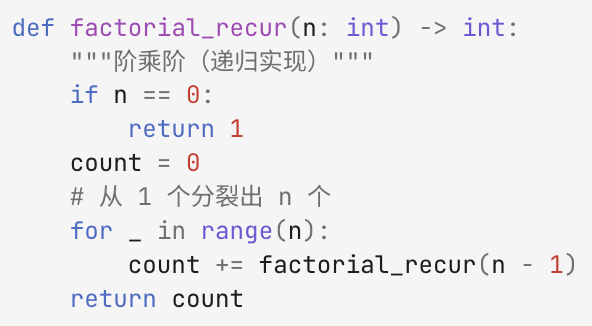 def factorial_recur(n: int) -> int:
    """阶乘阶（递归实现）"""
    if n == 0:
        return 1
    count = 0
    # 从 1 个分裂出 n 个
    for _ in range(n):
        count += factorial_recur(n - 1)
    return count